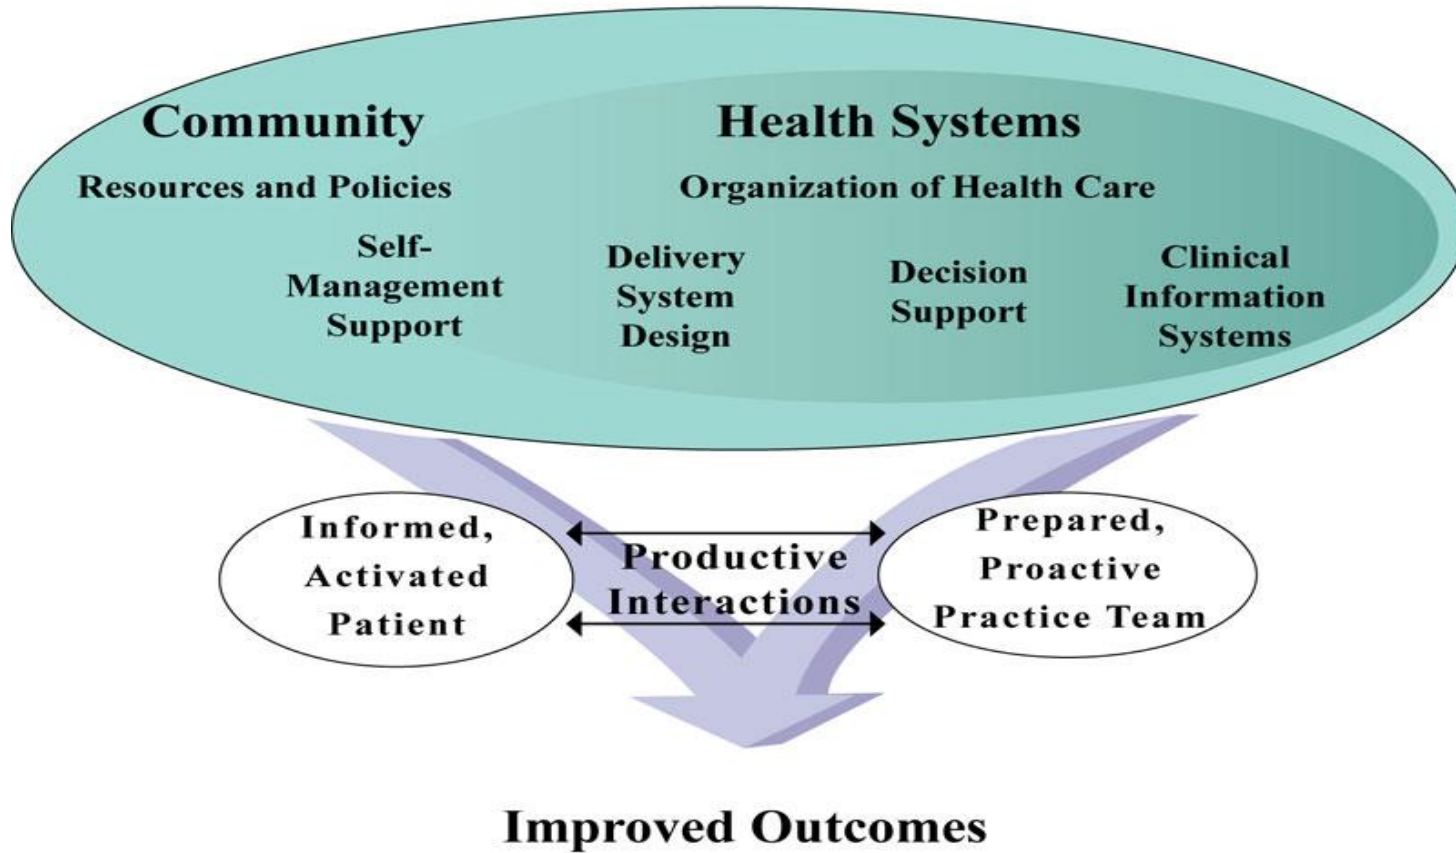 Community
Health Systems
Resources and Policies
Organization of Health Care
Self-
Management
Support
Delivery
System
Design
Decision
Support
Clinical
Information
Systems
Informed,
Activated
Patient
Productive
Interactions
Prepared,
Proactive
Practice Team
Improved Outcomes